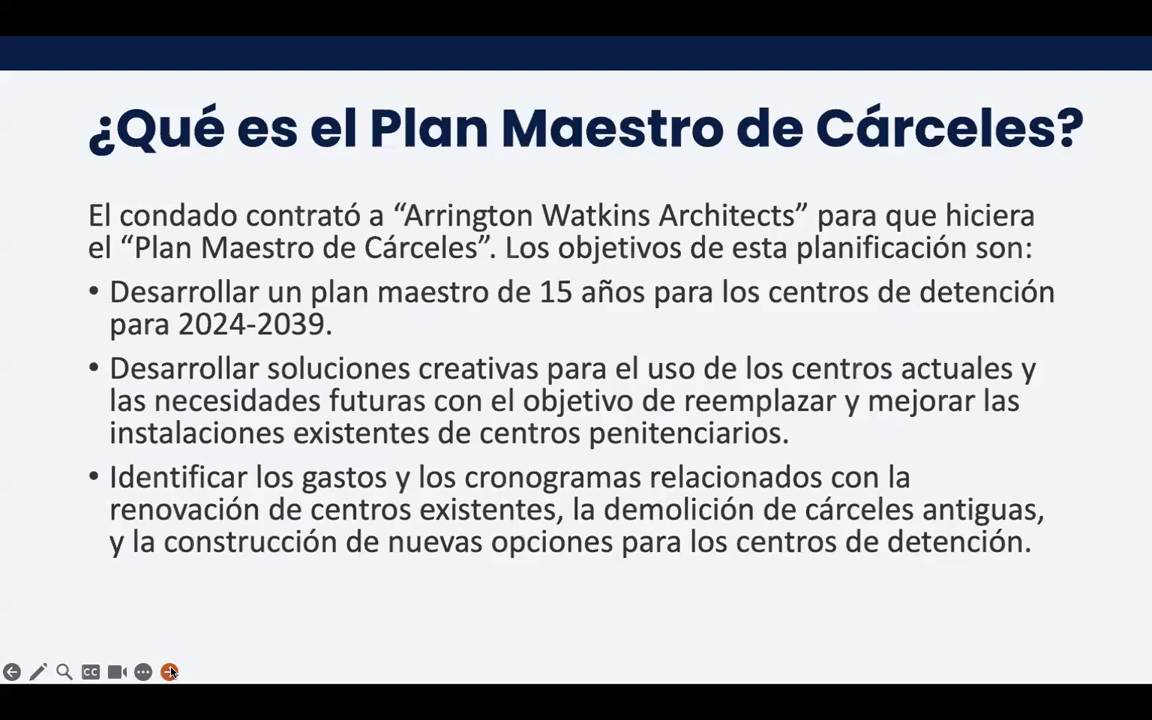 ¿Qué es el Plan Maestro de Cárceles?
El condado contrató a “Arrington Watkins Architects” para que hiciera
el “Plan Maestro de Cárceles”. Los objetivos de esta planificación son:
• Desarrollar un plan maestro de 15 años para los centros de detención
para 2024-2039.
• Desarrollar soluciones creativas para el uso de los centros actuales y
las necesidades futuras con el objetivo de reemplazar y mejorar las
instalaciones existentes de centros penitenciarios.
• Identificar los gastos y los cronogramas relacionados con la
renovación de centros existentes, la demolición de cárceles antiguas,
y la construcción de nuevas opciones para los centros de detención.
CC